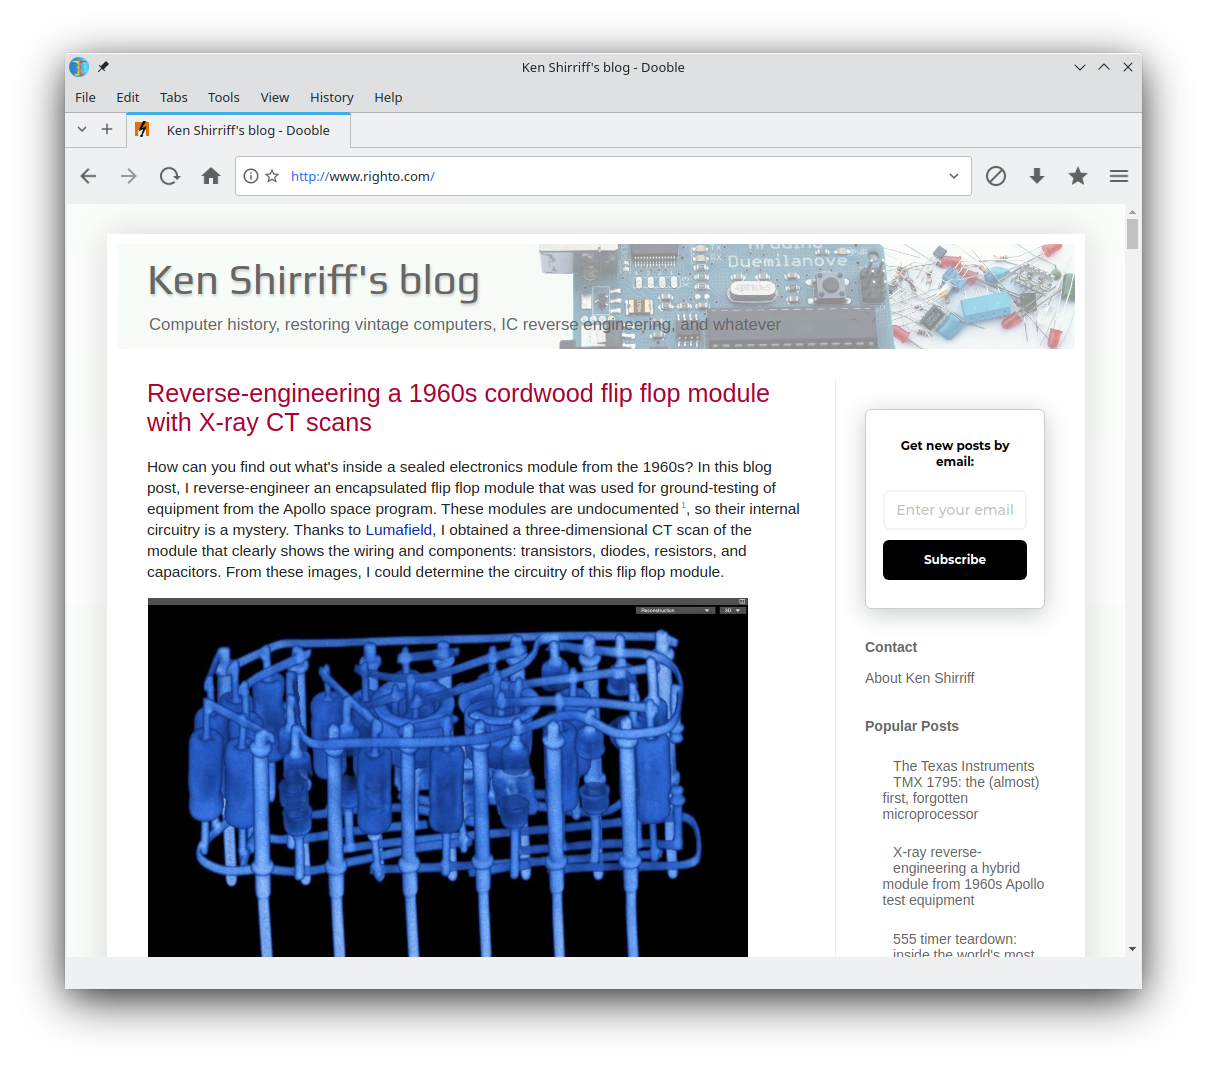 Ken Shirriff's blog - Dooble
File Edit Tabs Tools View History Help
Ken Shirriff's blog - Dooble
http://www.righto.com/
Arduino
Duemilanove
Ken Shirriff's blog
Computer history, restoring vintage computers, IC reverse engineering, and whatever
Reverse-engineering a 1960s cordwood flip flop module
with X-ray CT scans
How can you find out what's inside a sealed electronics module from the 1960s? In this blog
post, I reverse-engineer an encapsulated flip flop module that was used for ground-testing of
equipment from the Apollo space program. These modules are undocumented1, so their internal
circuitry is a mystery. Thanks to Lumafield, I obtained a three-dimensional CT scan of the
module that clearly shows the wiring and components: transistors, diodes, resistors, and
capacitors. From these images, I could determine the circuitry of this flip flop module.
Reconstruction
3D
Get new posts by
email:
Enter your email
Subscribe
Contact
About Ken Shirriff
Popular Posts
The Texas Instruments
TMX 1795: the (almost)
first, forgotten
microprocessor
X-ray reverse-
engineering a hybrid
module from 1960s Apollo
test equipment
555 timer teardown:
inside the world's most